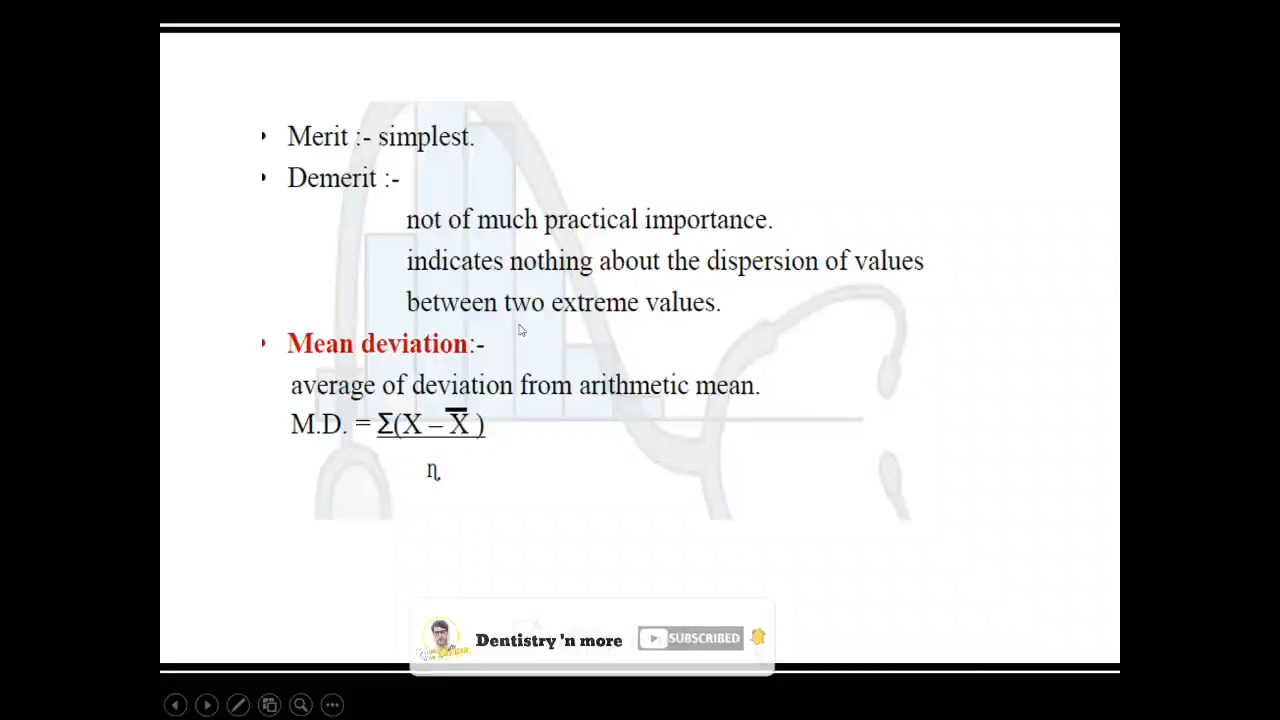 Merit :- simplest.
Demerit :-
not of much practical importance.
indicates nothing about the dispersion of values
between two extreme values.
Mean deviation:-
average of deviation from arithmetic mean.
M.D. = Σ(X – X̅ )
η
Dentistry 'n more
SUBSCRIBED